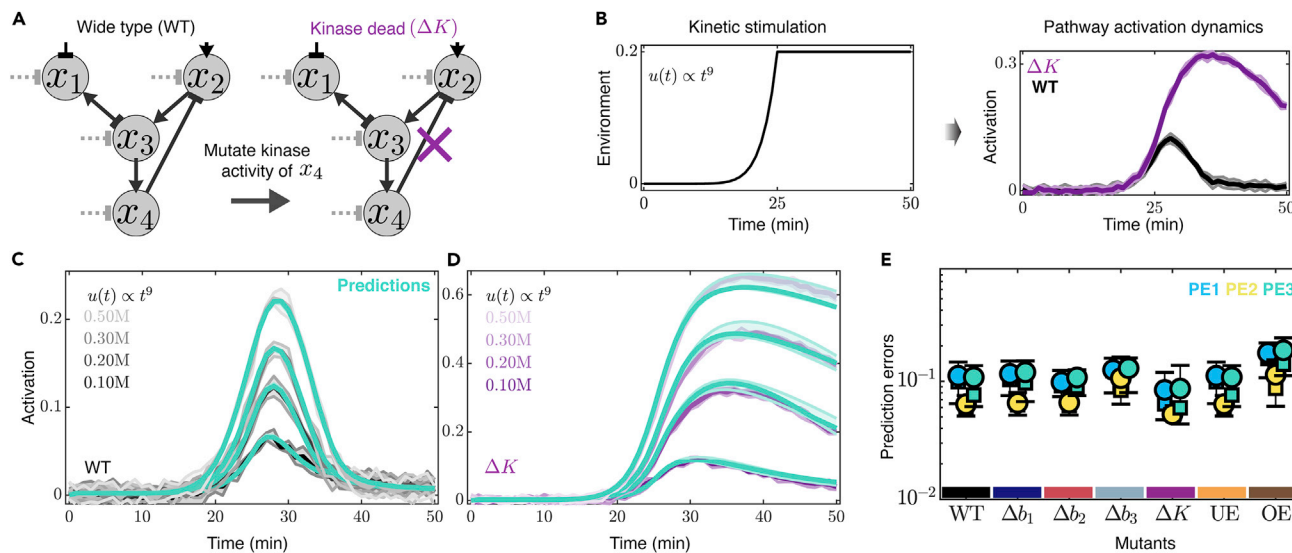 A
Wide type (WT)
Kinase dead (ΔK)
x1
x2
x3
x4
Mutate kinase
activity of x4
x1
x2
x3
x4
B
Kinetic stimulation
0.2
u(t) ∝ t^9
0
Environment
0
25
50
Time (min)
Pathway activation dynamics
0.3
ΔK
WT
0
Activation
0
25
50
Time (min)
C
u(t) ∝ t^9
Predictions
0.50M
0.30M
0.20M
0.10M
WT
0.2
0.1
0
Activation
0
10
20
30
40
50
Time (min)
D
u(t) ∝ t^9
0.50M
0.30M
0.20M
0.10M
ΔK
0.6
0.4
0.2
0
0
10
20
30
40
50
Time (min)
E
PE1 PE2 PE3
10^−1
10^−2
Prediction errors
WT
Δb1
Δb2
Δb3
ΔK
UE
OE
Mutants